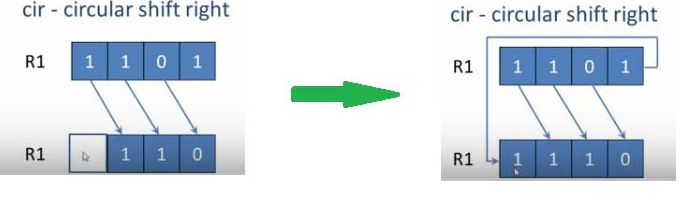 cir - circular shift right
R1 1 1 0 1
R1 1 1 0
cir - circular shift right
R1 1 1 0 1
R1 1 1 1 0